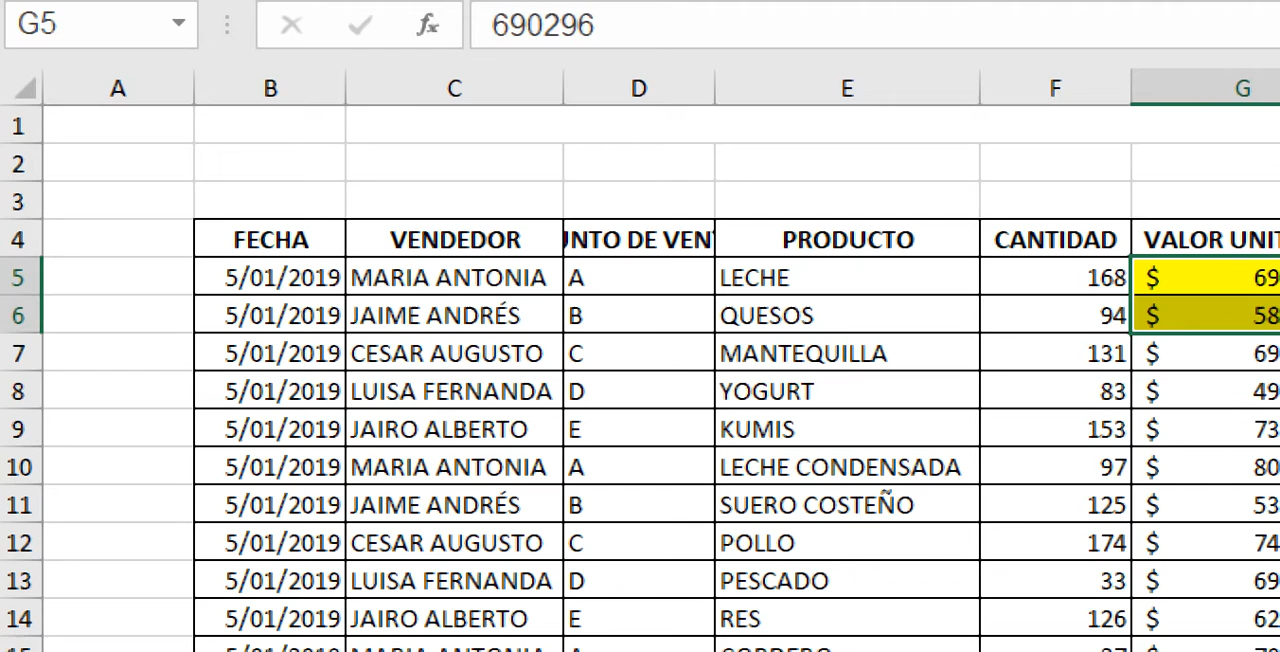 G5 fx 690296
A B C D E F G
1
2
3
4 FECHA VENDEDOR UNTO DE VEN PRODUCTO CANTIDAD VALOR UNIT
5 5/01/2019 MARIA ANTONIA A LECHE 168 $ 69
6 5/01/2019 JAIME ANDRÉS B QUESOS 94 $ 58
7 5/01/2019 CESAR AUGUSTO C MANTEQUILLA 131 $ 69
8 5/01/2019 LUISA FERNANDA D YOGURT 83 $ 49
9 5/01/2019 JAIRO ALBERTO E KUMIS 153 $ 73
10 5/01/2019 MARIA ANTONIA A LECHE CONDENSADA 97 $ 80
11 5/01/2019 JAIME ANDRÉS B SUERO COSTEÑO 125 $ 53
12 5/01/2019 CESAR AUGUSTO C POLLO 174 $ 74
13 5/01/2019 LUISA FERNANDA D PESCADO 33 $ 69
14 5/01/2019 JAIRO ALBERTO E RES 126 $ 62